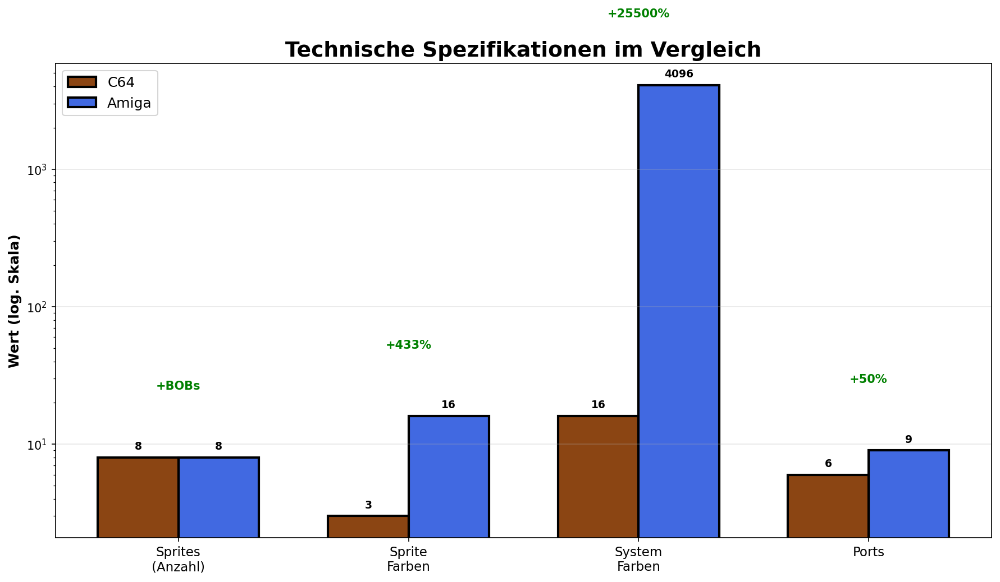 +25500%
Technische Spezifikationen im Vergleich
C64
Amiga
Wert (log. Skala)
10³
10²
10¹
4096
+433%
+50%
+BOBs
16
16
9
8
8
6
3
Sprites
(Anzahl)
Sprite
Farben
System
Farben
Ports